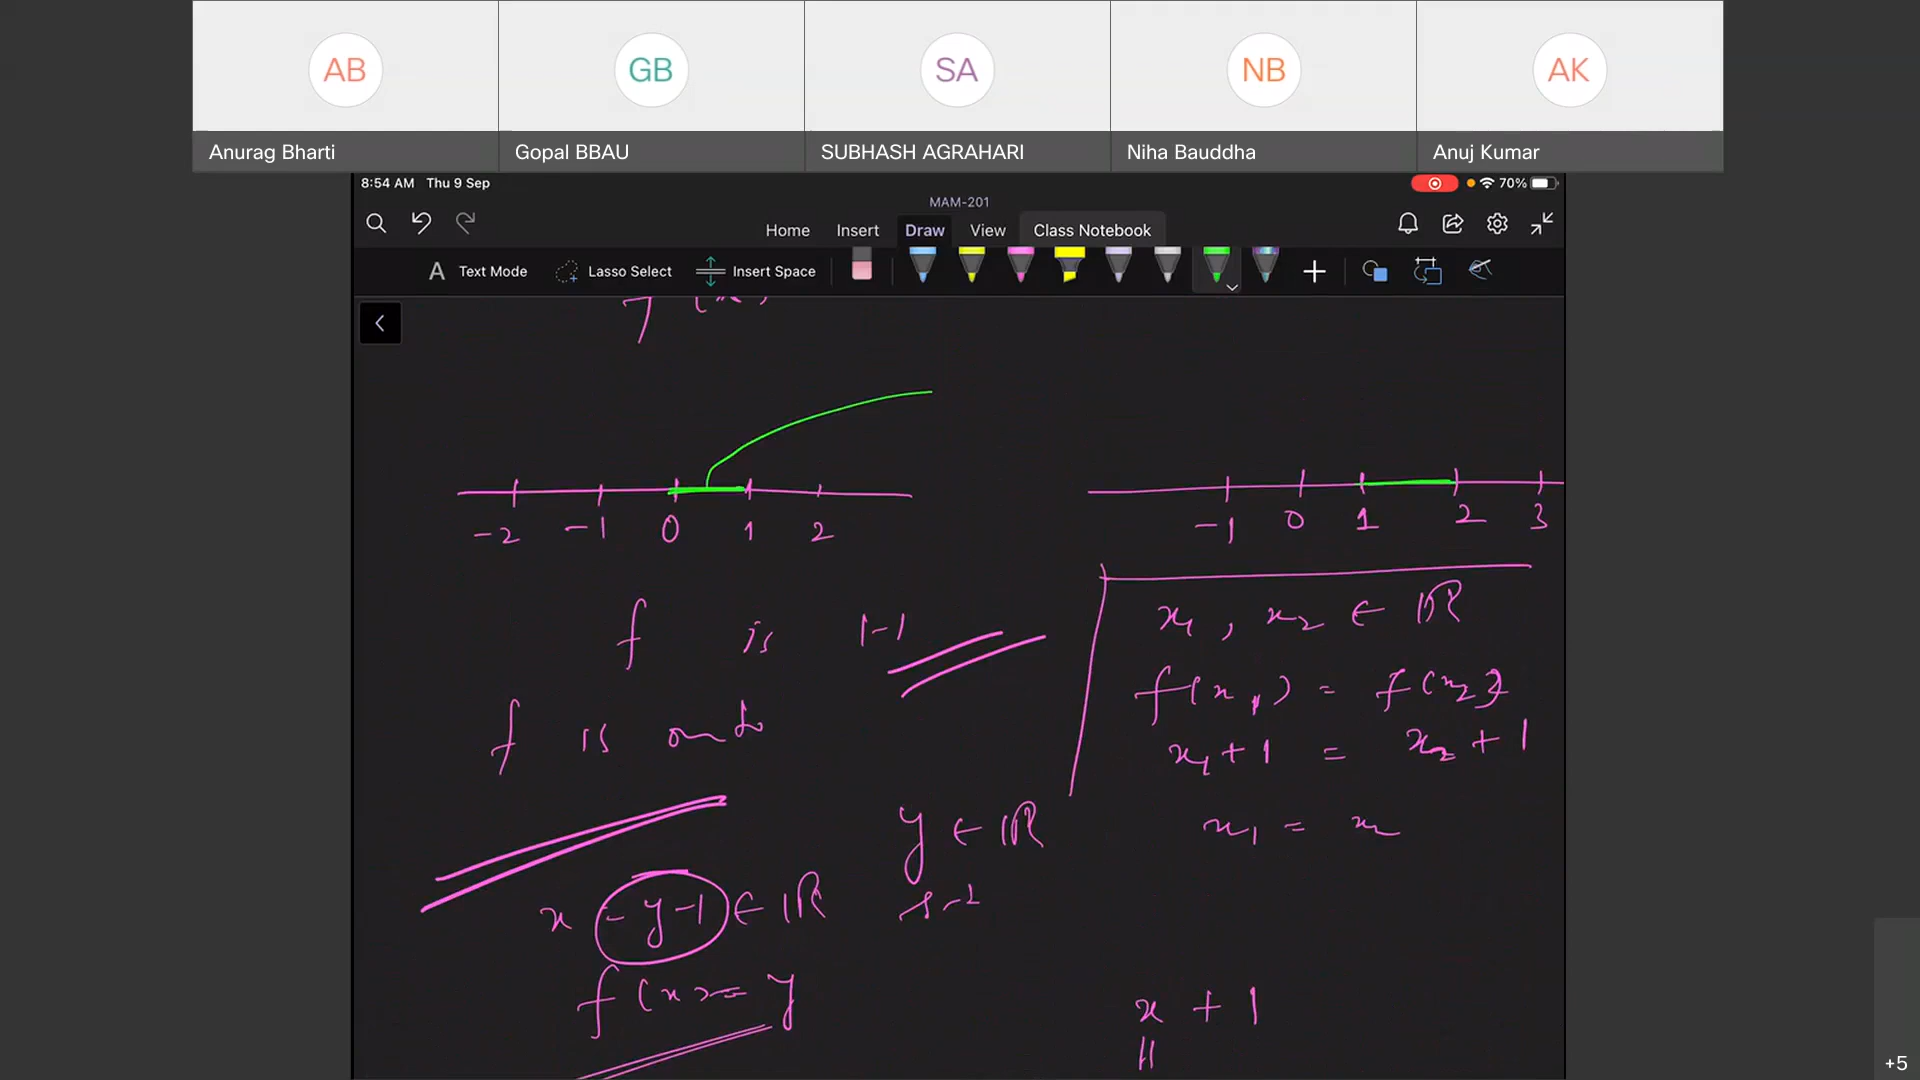 AB GB SA NB AK
Anurag Bharti Gopal BBAU SUBHASH AGRAHARI Niha Bauddha Anuj Kumar
8:54 AM Thu 9 Sep 70%
MAM-201
Home Insert Draw View Class Notebook
A Text Mode Lasso Select Insert Space
-2 -1 0 1 2
-1 0 1 2 3
f is 1-1
f is onto
x₁, x₂ ∈ ℝ
f(x₁) = f(x₂)
x₁+1 = x₂+1
x₁ = x₂
y ∈ ℝ
x = y-1 ∈ ℝ
f(x) = y
x + 1
+5